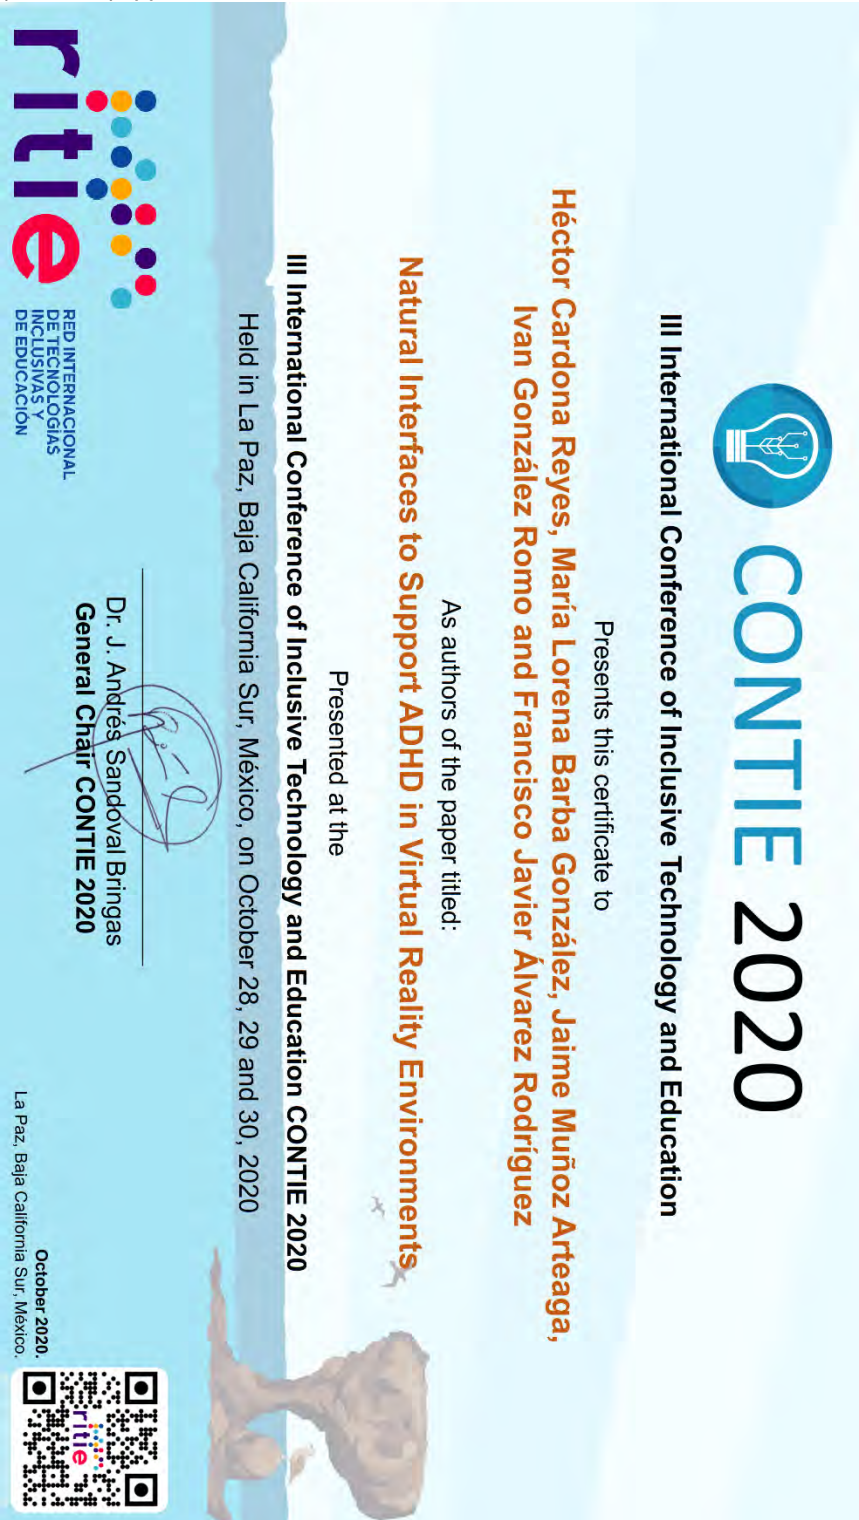 CONTIE 2020
III International Conference of Inclusive Technology and Education
Presents this certificate to
Héctor Cardona Reyes, María Lorena Barba González, Jaime Muñoz Arteaga,
Ivan González Romo and Francisco Javier Álvarez Rodríguez
As authors of the paper titled:
Natural Interfaces to Support ADHD in Virtual Reality Environments
Presented at the
III International Conference of Inclusive Technology and Education CONTIE 2020
Held in La Paz, Baja California Sur, México, on October 28, 29 and 30, 2020
ritie
RED INTERNACIONAL
DE TECNOLOGÍAS
INCLUSIVAS Y
DE EDUCACIÓN
Dr. J. Andrés Sandoval Bringas
General Chair CONTIE 2020
October 2020.
La Paz, Baja California Sur, México.
ritie